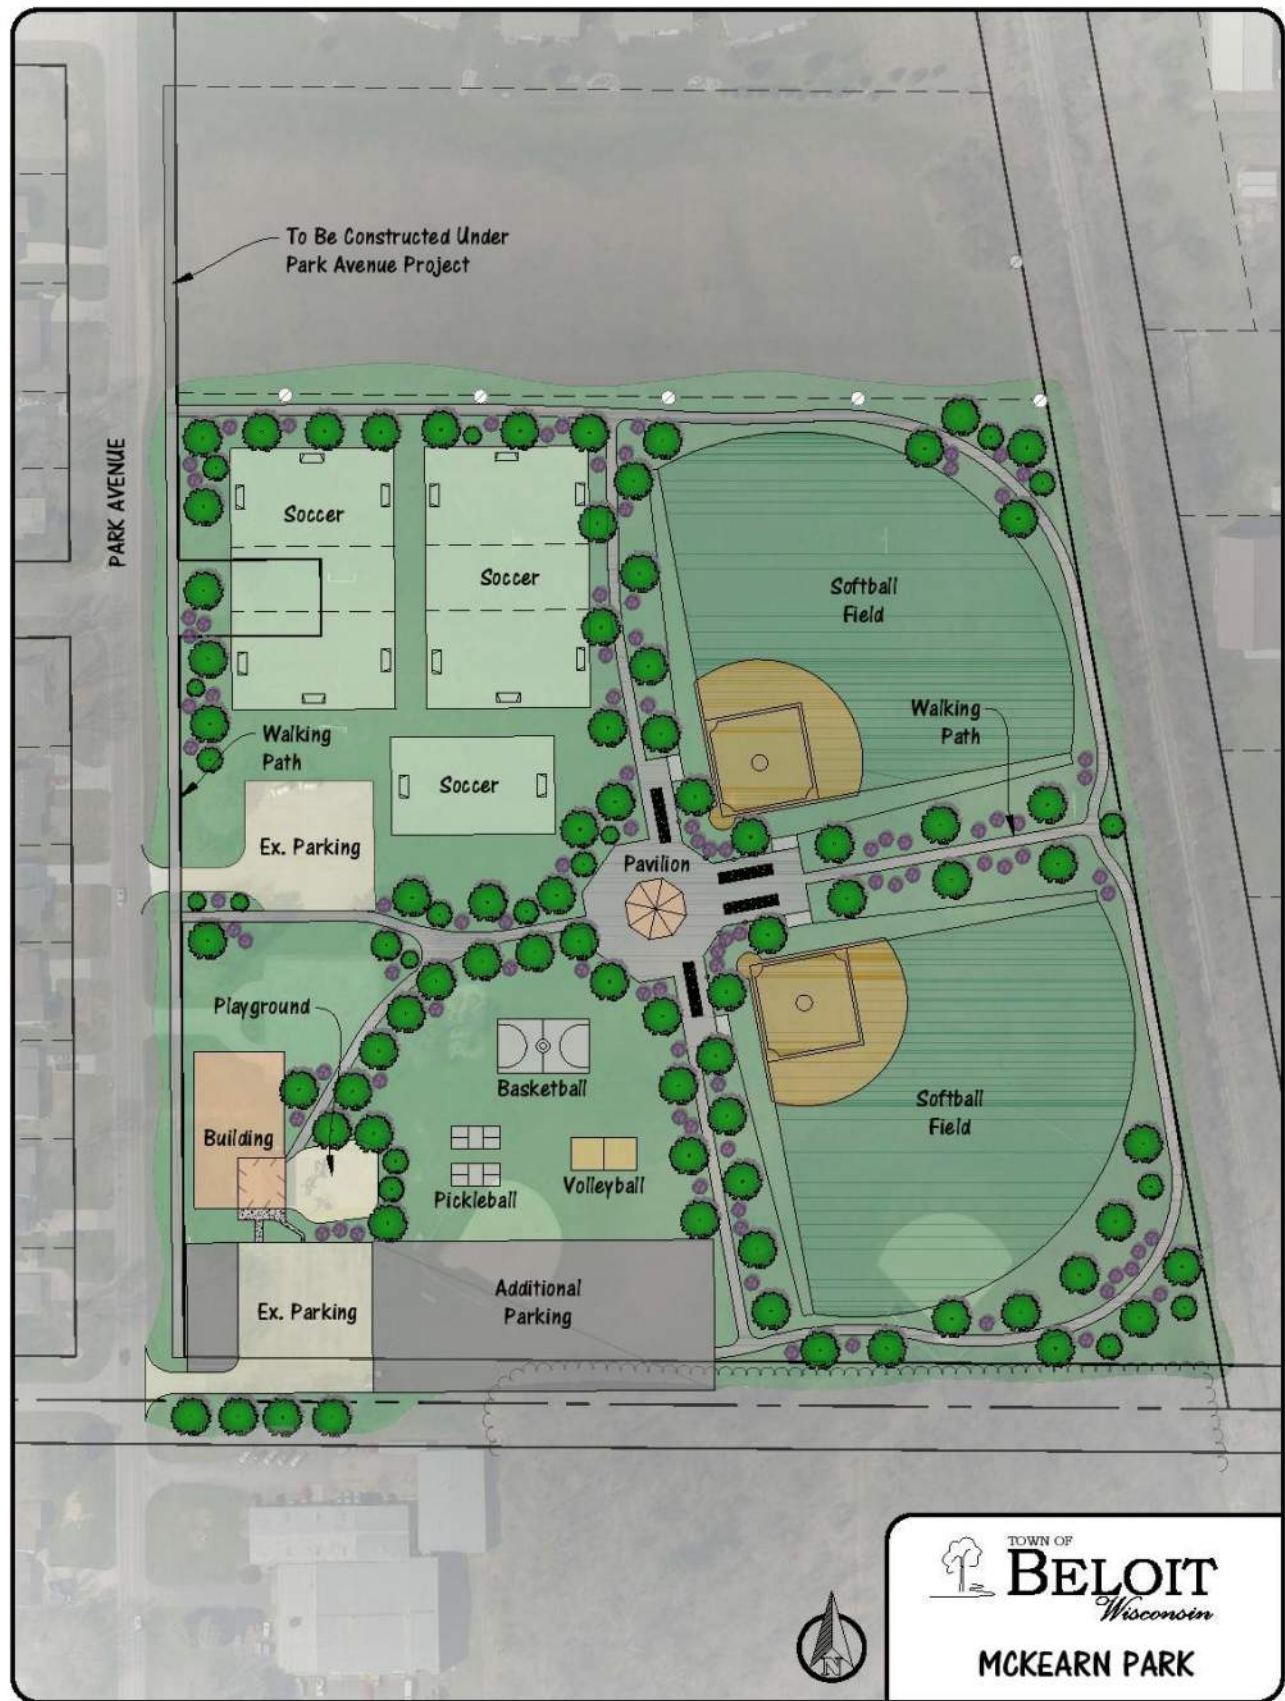 To Be Constructed Under
Park Avenue Project
PARK AVENUE
Soccer
Soccer
Softball
Field
Walking
Path
Walking
Path
Soccer
Ex. Parking
Pavilion
Playground
Basketball
Building
Softball
Field
Pickleball
Volleyball
Additional
Parking
Ex. Parking
TOWN OF
BELOIT
Wisconsin
N
MCKEARN PARK